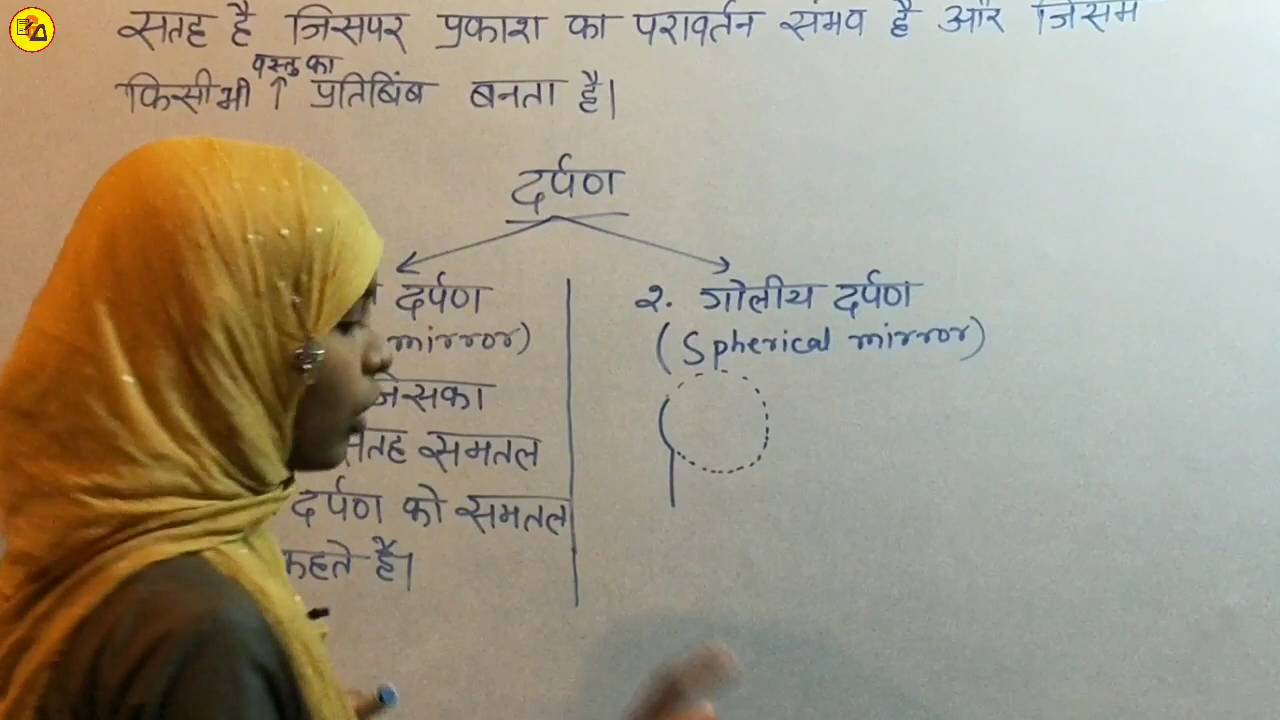 सतह है जिसपर प्रकाश का परावर्तन संभव है और जिसमें
वस्तु का
किसीभी ↑ प्रतिबिंब बनता है।
दर्पण
दर्पण
mirror)
जिसका
सतह समतल
दर्पण को समतल
कहते हैं।
२. गोलीय दर्पण
(Spherical mirror)